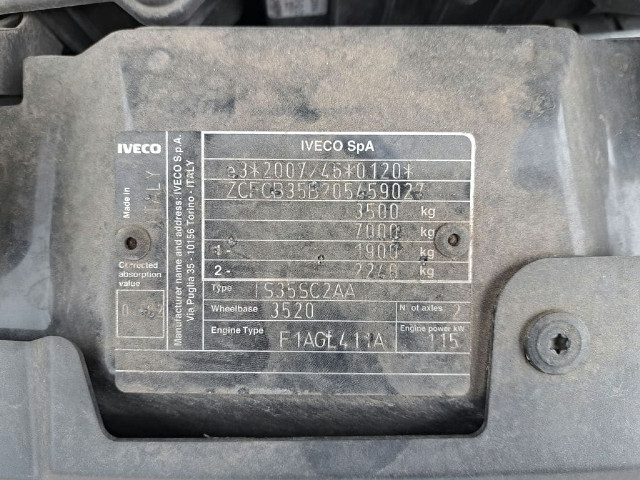 IVECO
Made in
ITALY
Corrected
absorption
value
Manufacturer name and address: IVECO S.p.A.
Via Puglia 35 - 10156 Torino - ITALY
IVECO SpA
e3*2007/46*0120*
3500 kg
7000 kg
1- 1900 kg
2- 2240 kg
Type IS35SC2AA
Wheelbase 3520 N° of axles 2
Engine Type F1AGL411A Engine power kW 115